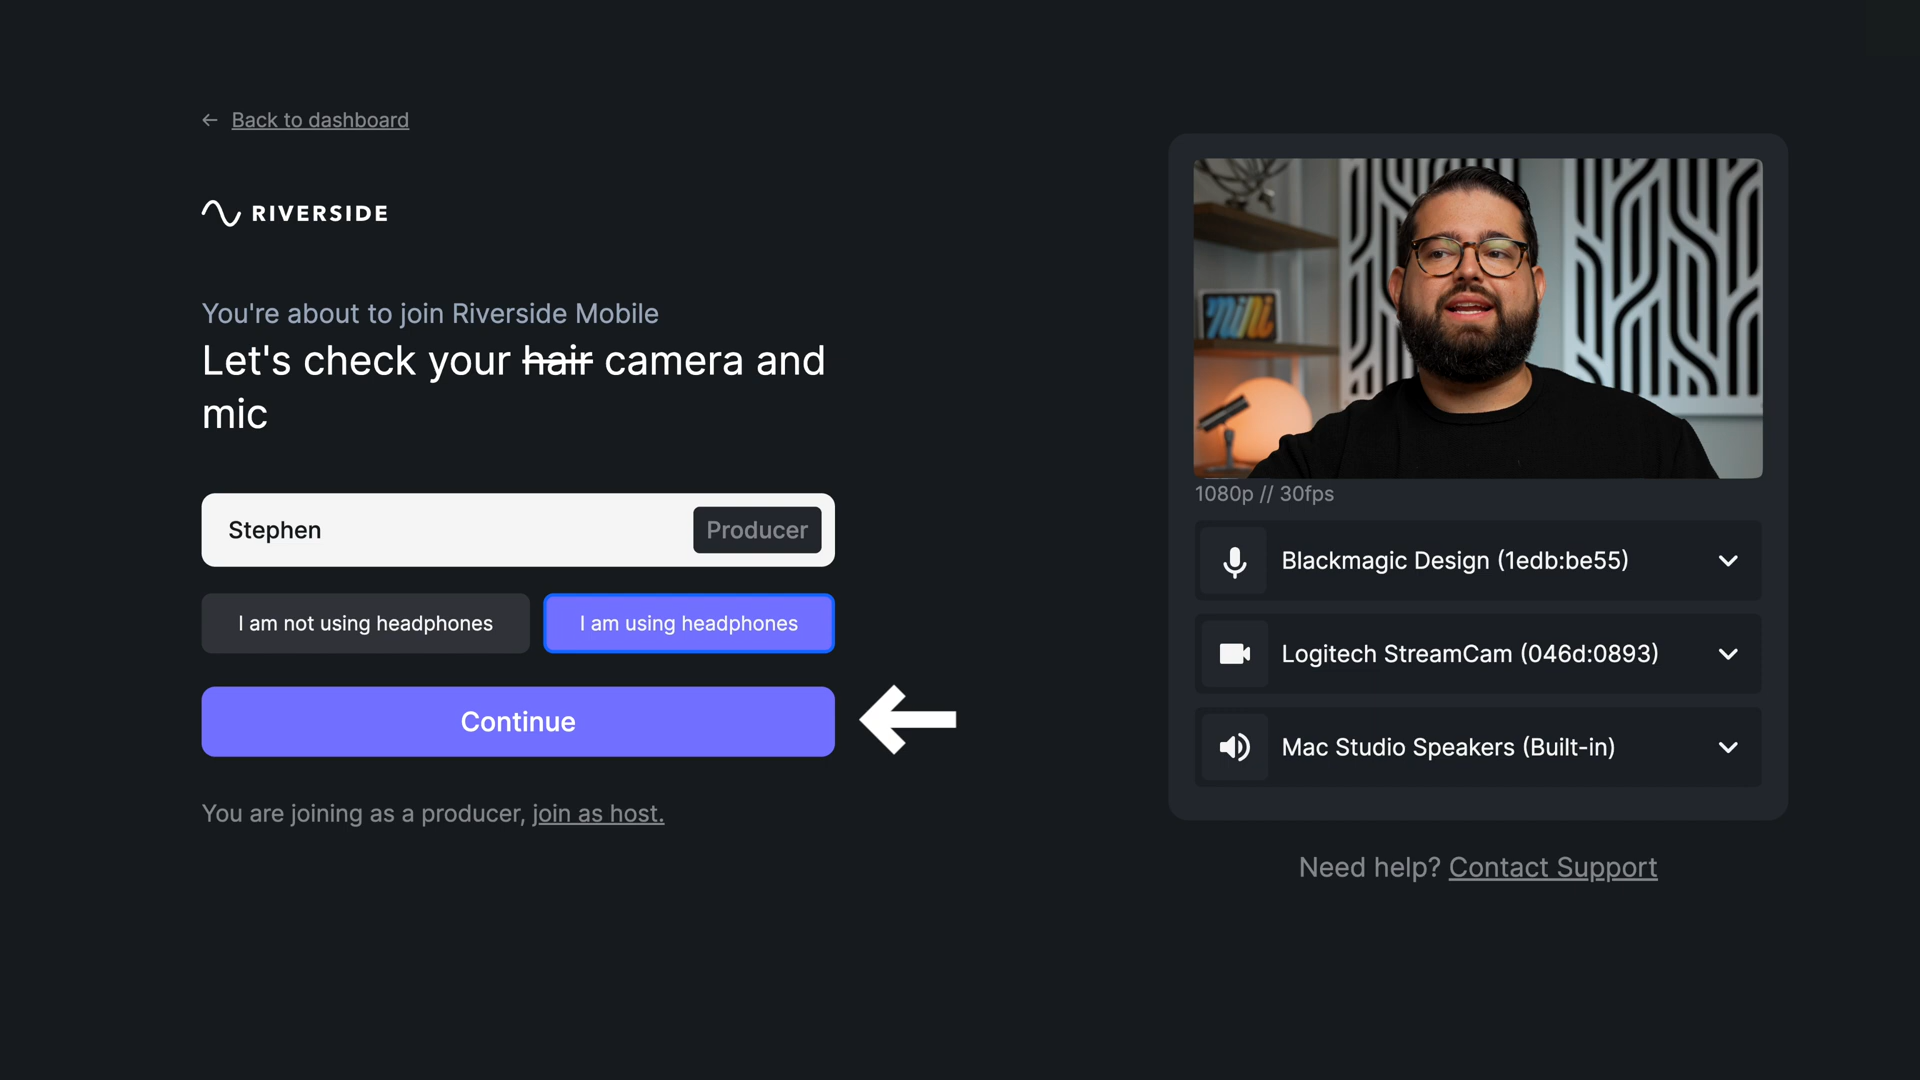 ← Back to dashboard
RIVERSIDE
You're about to join Riverside Mobile
Let's check your hair camera and
mic
Stephen
Producer
I am not using headphones
I am using headphones
Continue
You are joining as a producer, join as host.
mini
1080p // 30fps
Blackmagic Design (1edb:be55)
Logitech StreamCam (046d:0893)
Mac Studio Speakers (Built-in)
Need help? Contact Support